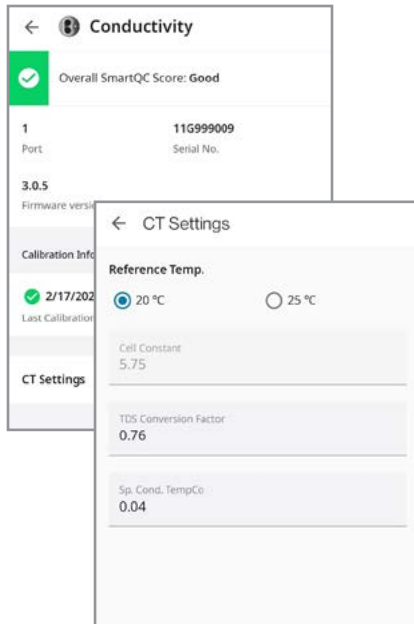 Conductivity
Overall SmartQC Score: Good
1 11G999009
Port Serial No.
3.0.5
Firmware
Calibration
2/17/202
Last Calibration
CT Settings
CT Settings
Reference Temp.
20 °C 25 °C
Cell Constant
5.75
TDS Conversion Factor
0.76
Sp. Cond. TempCo
0.04